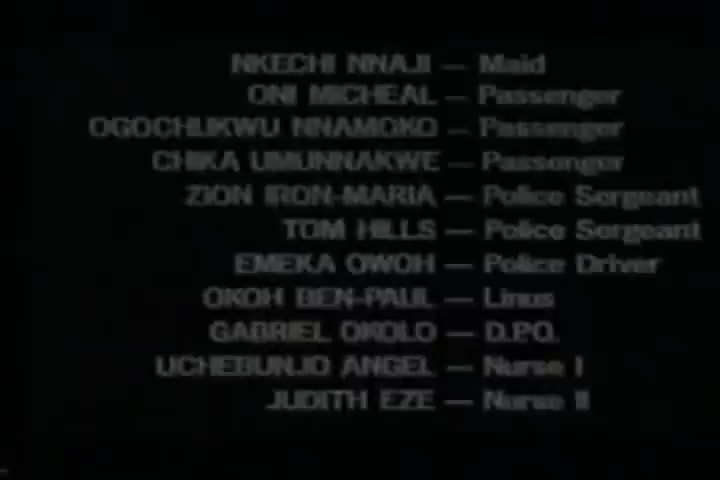 NKECHI NNAJI — Maid
ONI MICHEAL — Passenger
OGOCHUKWU NNAMOKO — Passenger
CHIKA UMUNNAKWE — Passenger
ZION IRON-MARIA — Police Sergeant
TOM HILLS — Police Sergeant
EMEKA OWOH — Police Driver
OKOH BEN-PAUL — Linus
GABRIEL OKOLO — D.P.O.
UCHEBUNJO ANGEL — Nurse I
JUDITH EZE — Nurse II